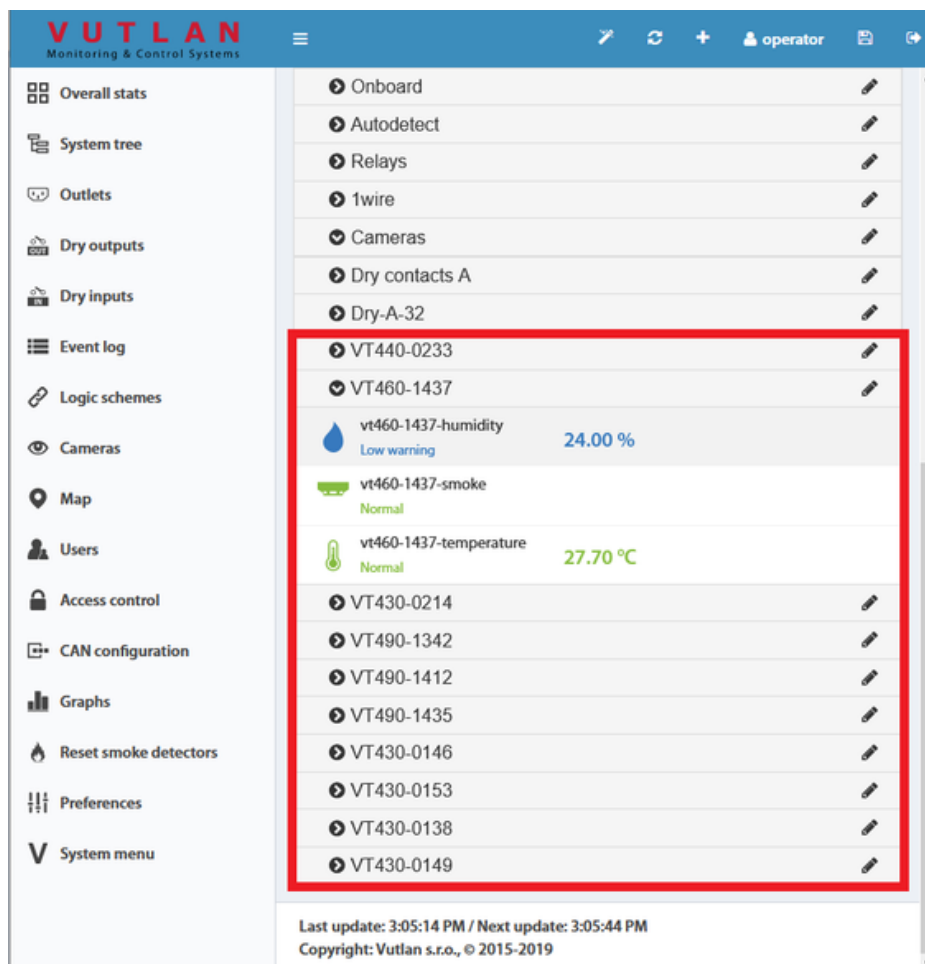 VUTLAN
Monitoring & Control Systems
operator
Overall stats
System tree
Outlets
OUT
Dry outputs
IN
Dry inputs
Event log
Logic schemes
Cameras
Map
Users
Access control
CAN configuration
Graphs
Reset smoke detectors
Preferences
V System menu
Onboard
Autodetect
Relays
1wire
Cameras
Dry contacts A
Dry-A-32
VT440-0233
VT460-1437
vt460-1437-humidity
Low warning
24.00 %
vt460-1437-smoke
Normal
vt460-1437-temperature
Normal
27.70 °C
VT430-0214
VT490-1342
VT490-1412
VT490-1435
VT430-0146
VT430-0153
VT430-0138
VT430-0149
Last update: 3:05:14 PM / Next update: 3:05:44 PM
Copyright: Vutlan s.r.o., © 2015-2019